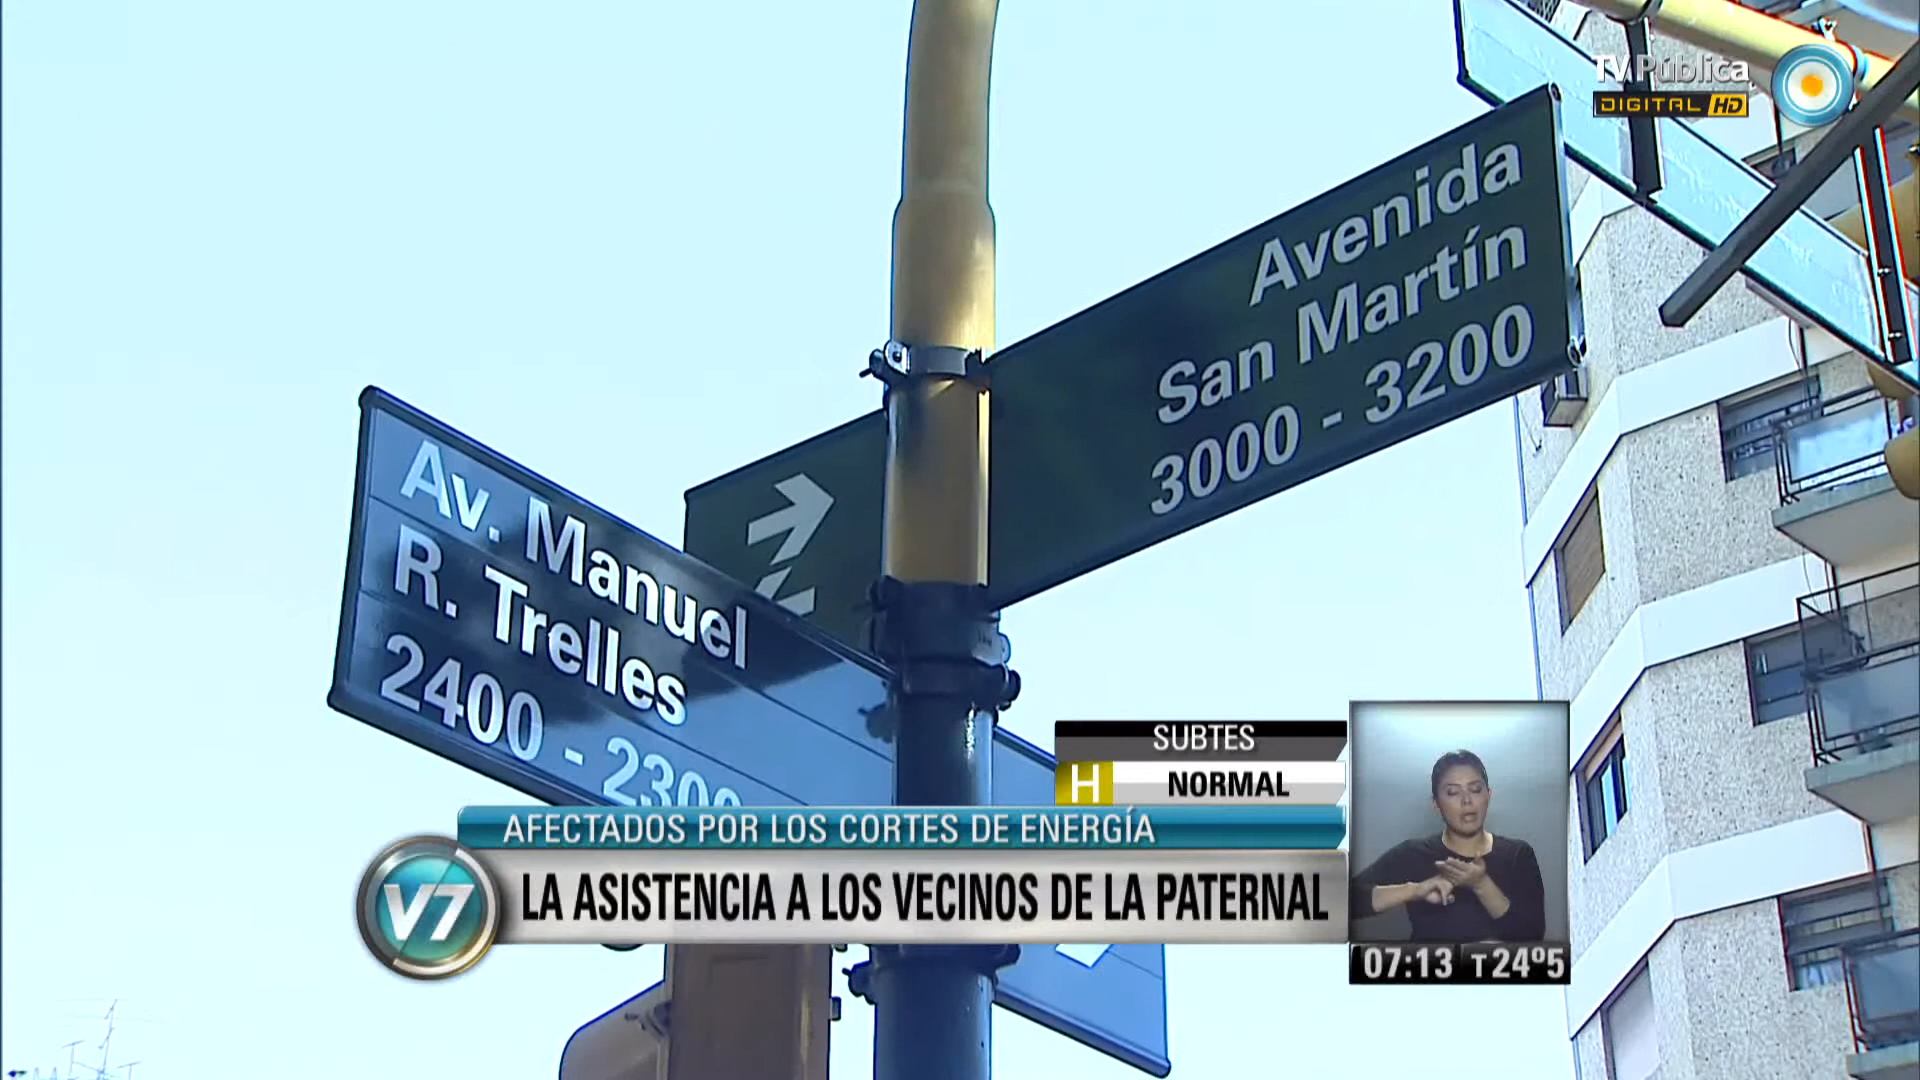 TV Pública
DIGITAL HD
Avenida
San Martín
3000 - 3200
Av. Manuel
R. Trelles
2400 - 2300
SUBTES
H NORMAL
AFECTADOS POR LOS CORTES DE ENERGÍA
V7
LA ASISTENCIA A LOS VECINOS DE LA PATERNAL
07:13 T 24º5